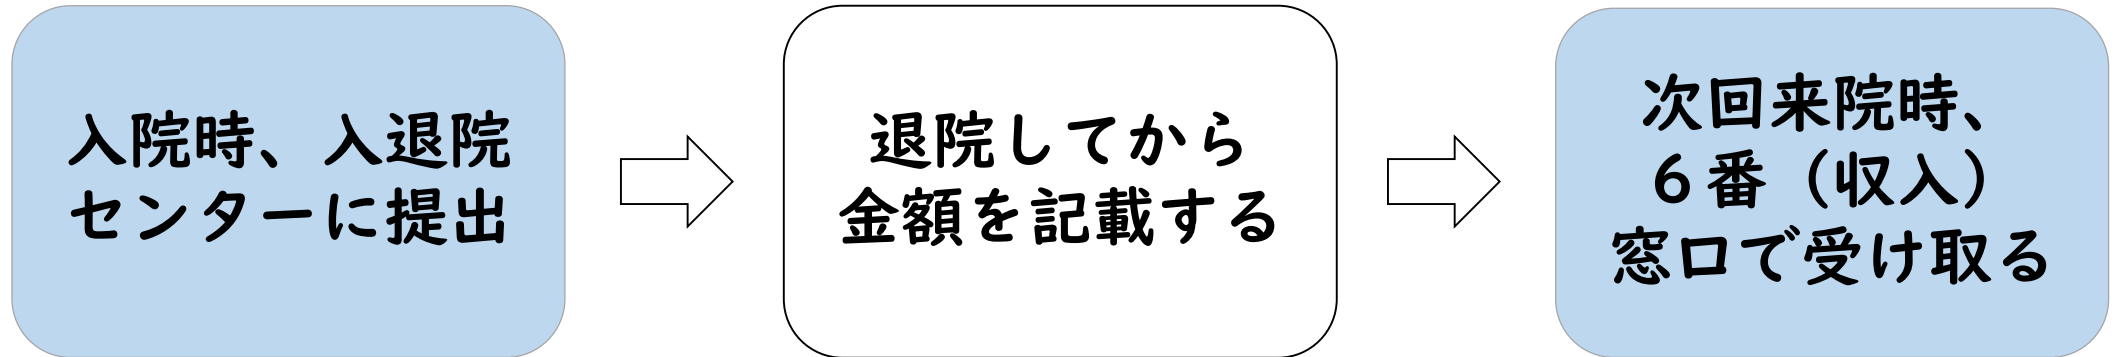 入院時、入退院
センターに提出
退院してから
金額を記載する
次回来院時、
６番（収入）
窓口で受け取る